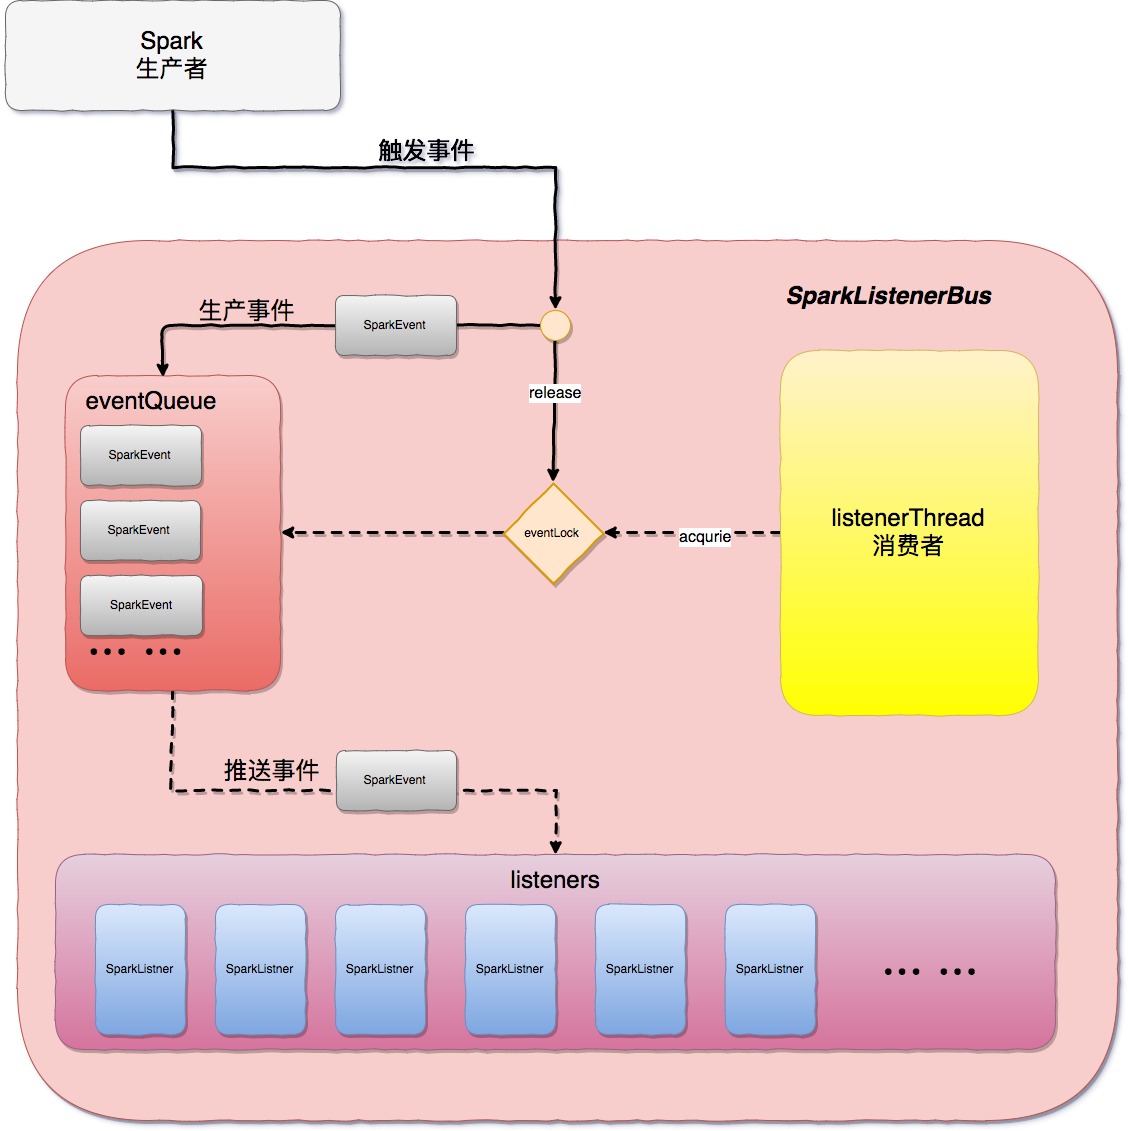 Spark
生产者
触发事件
SparkListenerBus
生产事件
SparkEvent
release
eventQueue
SparkEvent
SparkEvent
SparkEvent
••• •••
eventLock
acqurie
listenerThread
消费者
推送事件
SparkEvent
listeners
SparkListner
SparkListner
SparkListner
SparkListner
SparkListner
SparkListner
••• •••